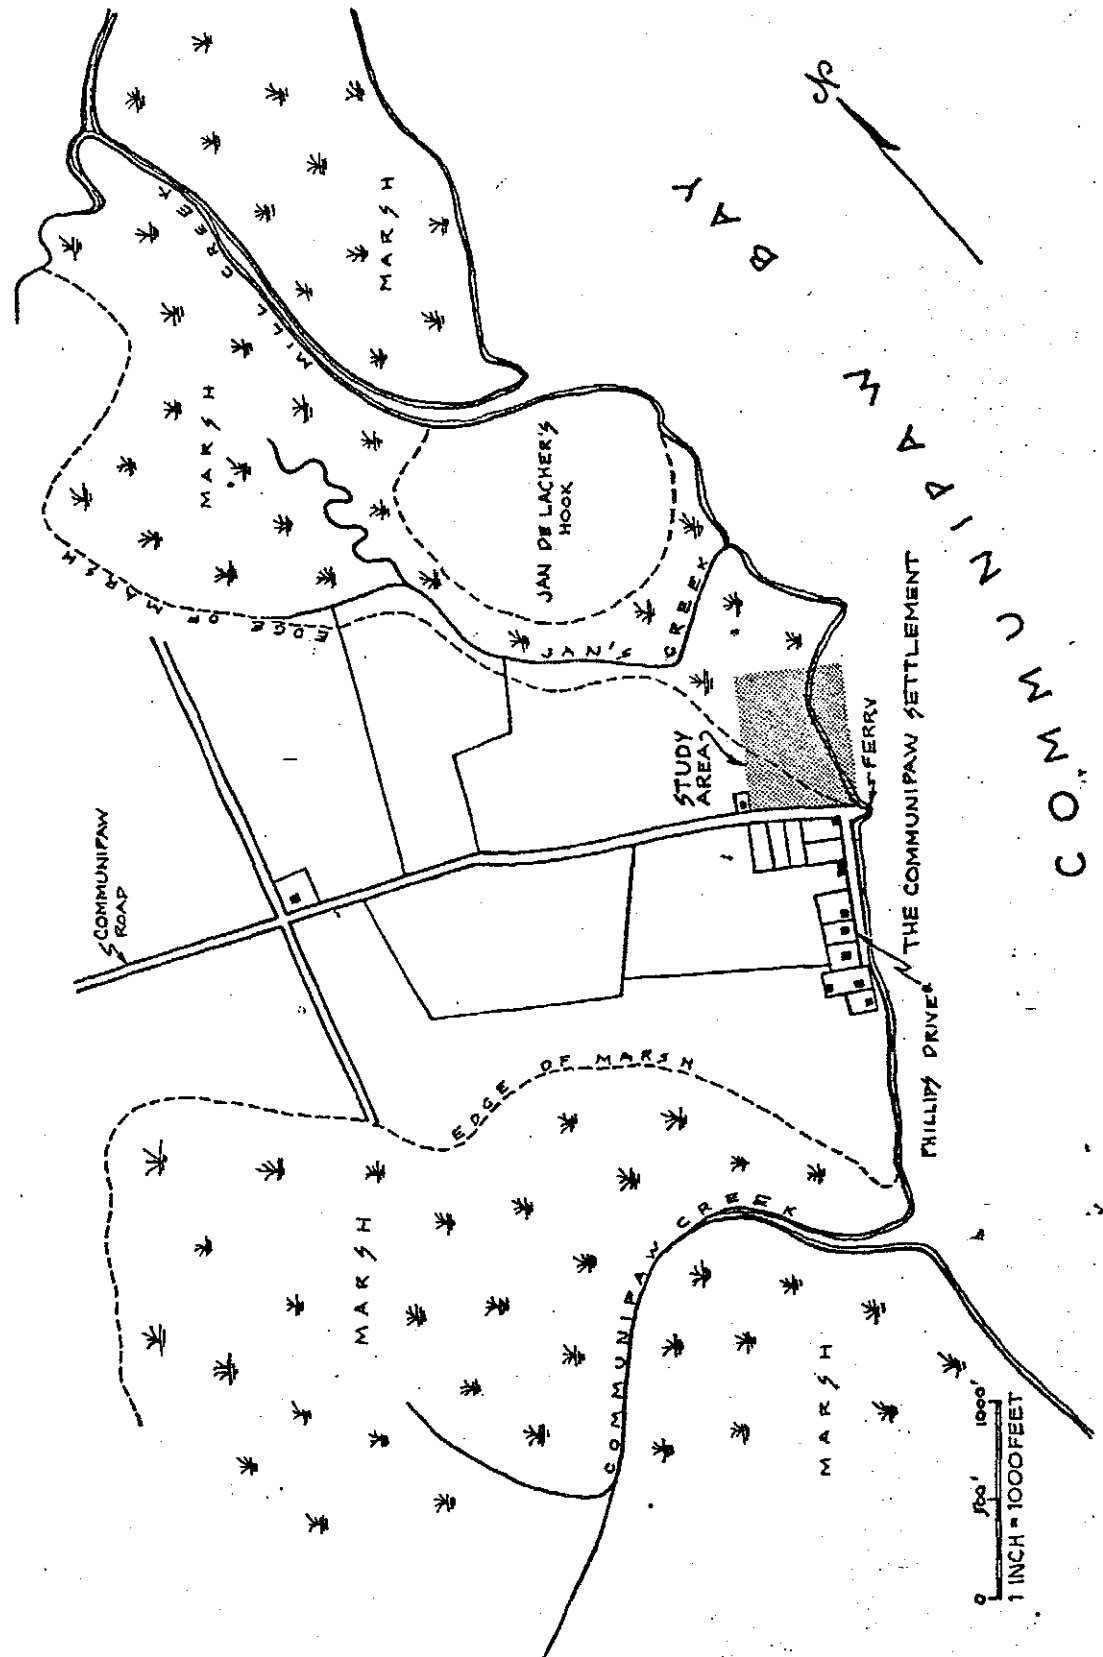 MARSH
MILL CREEK
MARSH
EDGE OF MARSH
JAN DE LACHER'S
HOOK
JAN'S CREEK
COMMUNIPAW BAY
COMMUNIPAW
ROAD
STUDY
AREA
FERRY
THE COMMUNIPAW SETTLEMENT
PHILLIPS DRIVE
EDGE OF MARSH
MARSH
COMMUNIPAW CREEK
MARSH
0 500' 1000'
1 INCH = 1000 FEET